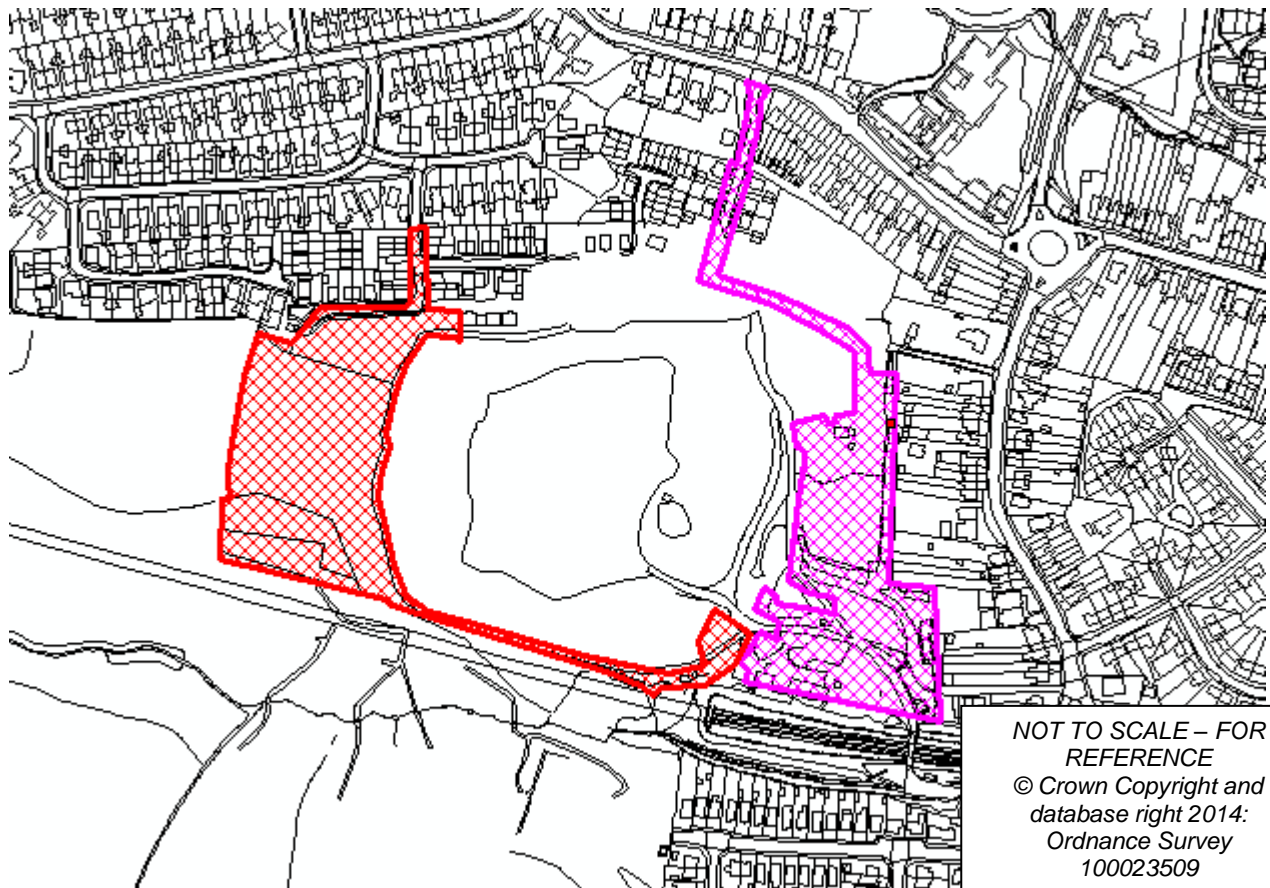 NOT TO SCALE – FOR
REFERENCE
© Crown Copyright and
database right 2014:
Ordnance Survey
100023509